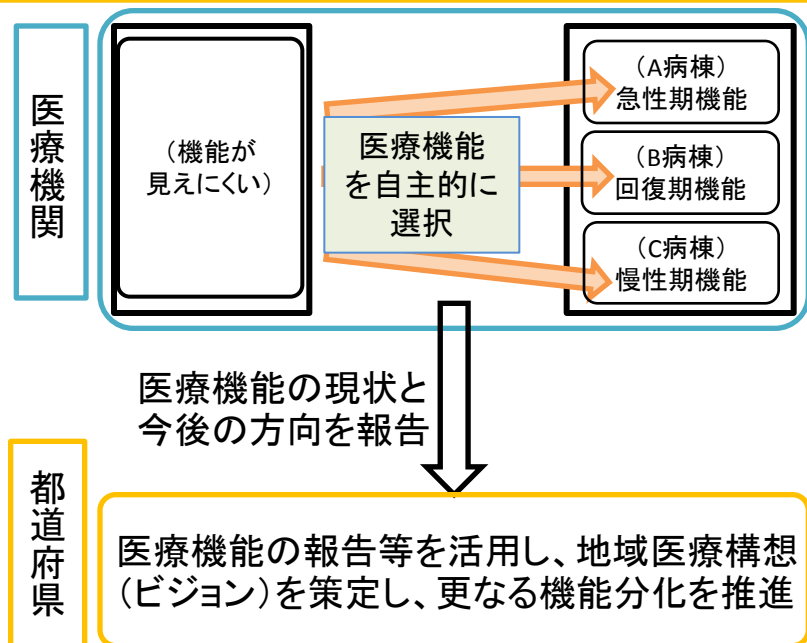 医療機関
(機能が
見えにくい)
医療機能
を自主的に
選択
(A病棟)
急性期機能
(B病棟)
回復期機能
(C病棟)
慢性期機能
医療機能の現状と
今後の方向を報告
都道府県
医療機能の報告等を活用し、地域医療構想
(ビジョン)を策定し、更なる機能分化を推進